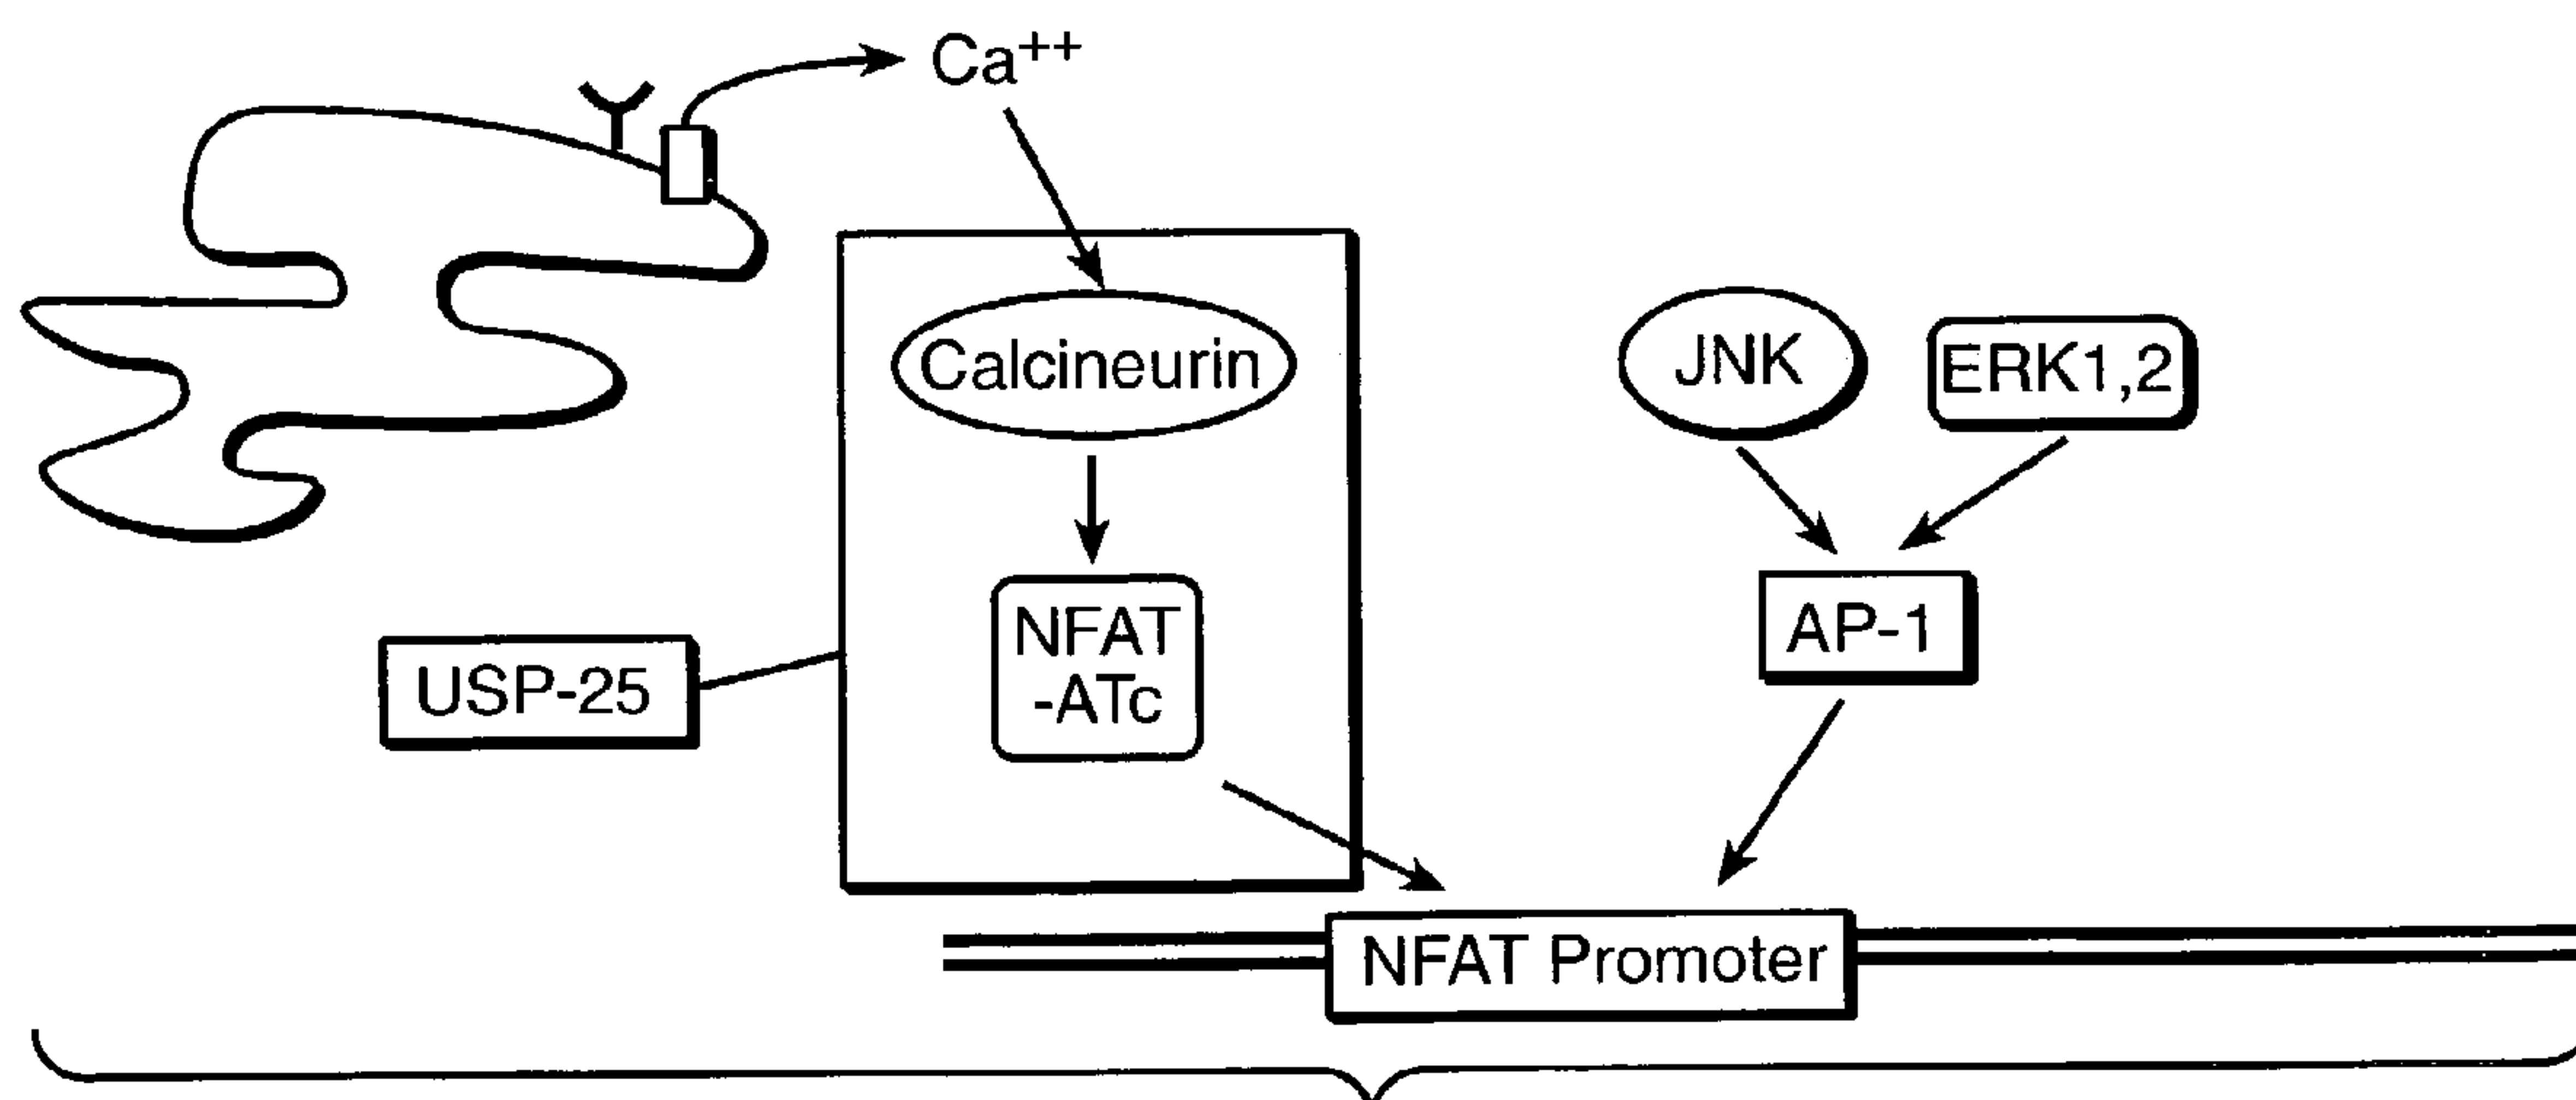 Ca++
Calcineurin
JNK
ERK1,2
NFAT
-ATc
AP-1
USP-25
NFAT Promoter